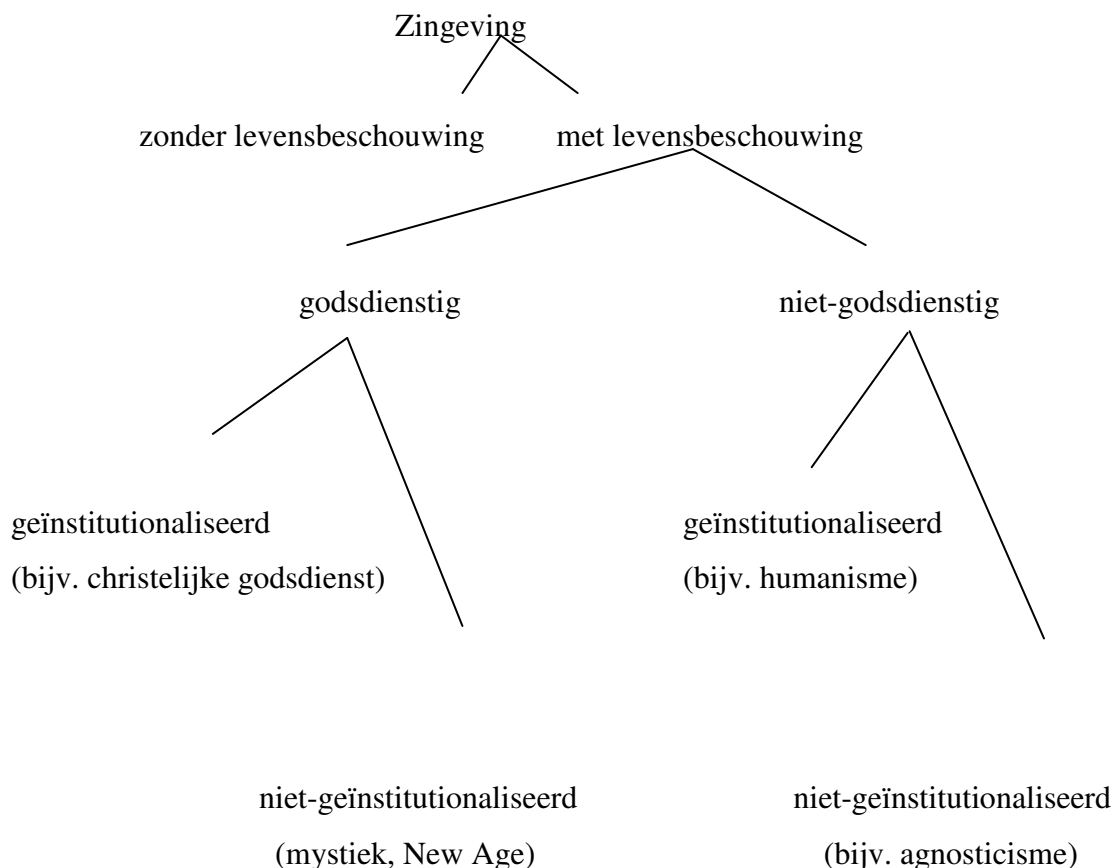 Zingeving
zonder levensbeschouwing met levensbeschouwing
godsdienstig niet-godsdienstig
geïnstitutionaliseerd geïnstitutionaliseerd
(bijv. christelijke godsdienst) (bijv. humanisme)
niet-geïnstitutionaliseerd niet-geïnstitutionaliseerd
(mystiek, New Age) (bijv. agnosticisme)